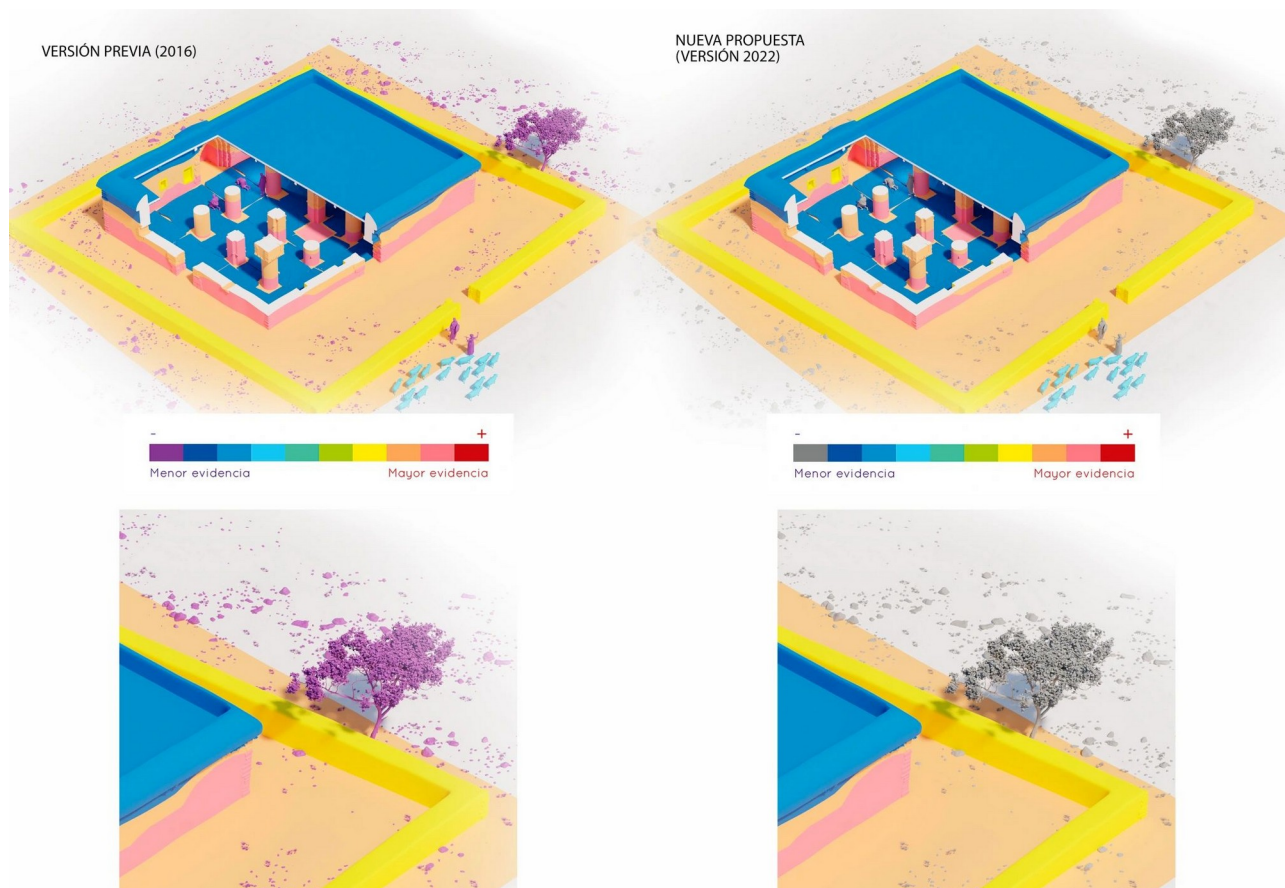 VERSIÓN PREVIA (2016)
NUEVA PROPUESTA
(VERSIÓN 2022)
- +
Menor evidencia Mayor evidencia
- +
Menor evidencia Mayor evidencia